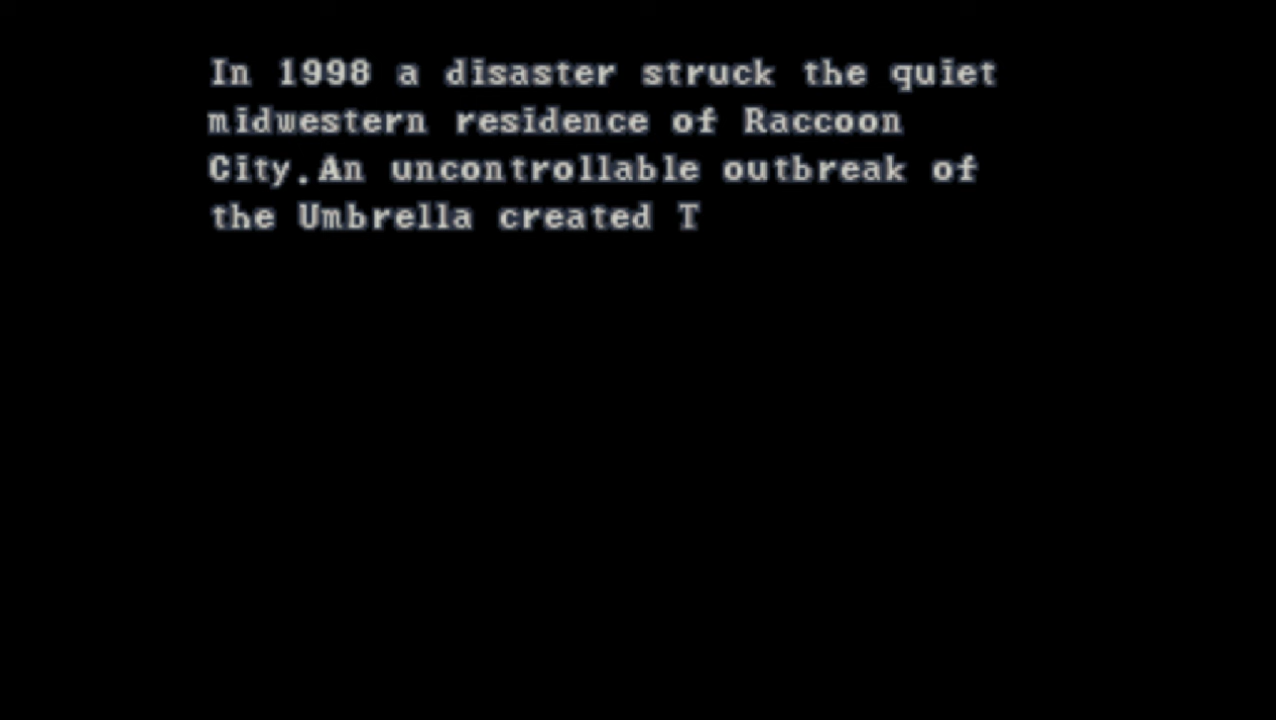 In 1998 a disaster struck the quiet
midwestern residence of Raccoon
City.An uncontrollable outbreak of
the Umbrella created T